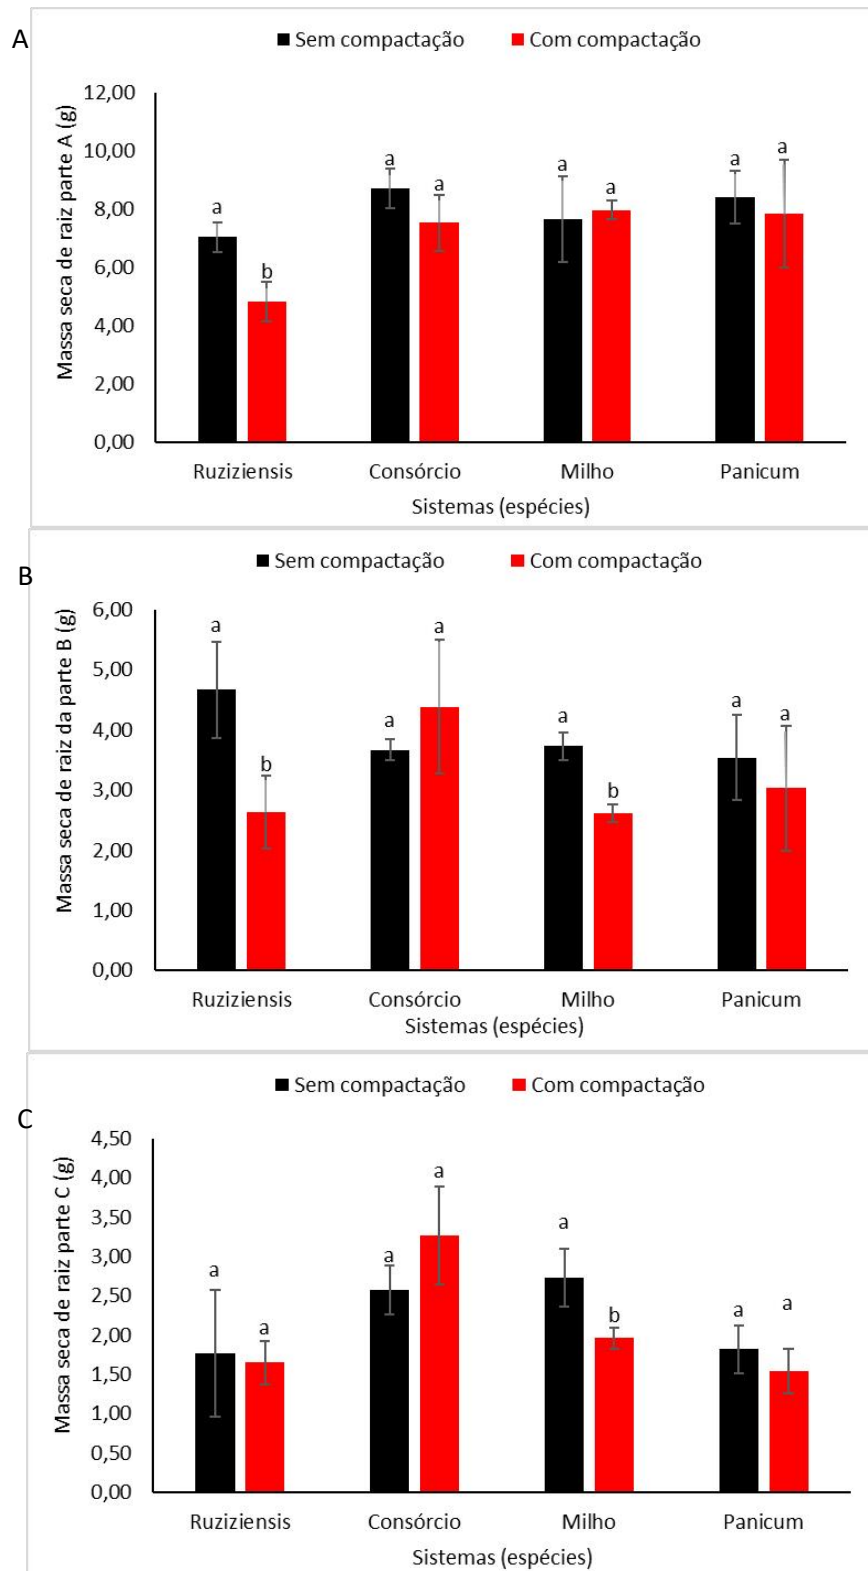 A
Sem compactação Com compactação
Massa seca de raiz parte A (g)
12,00
10,00
8,00
6,00
4,00
2,00
0,00
a b a a a a a a
Ruziziensis Consórcio Milho Panicum
Sistemas (espécies)
B
Sem compactação Com compactação
Massa seca de raiz da parte B (g)
6,00
5,00
4,00
3,00
2,00
1,00
0,00
a b a a a b a a
Ruziziensis Consórcio Milho Panicum
Sistemas (espécies)
C
Sem compactação Com compactação
Massa seca de raiz parte C (g)
4,50
4,00
3,50
3,00
2,50
2,00
1,50
1,00
0,50
0,00
a a a a a b a a
Ruziziensis Consórcio Milho Panicum
Sistemas (espécies)